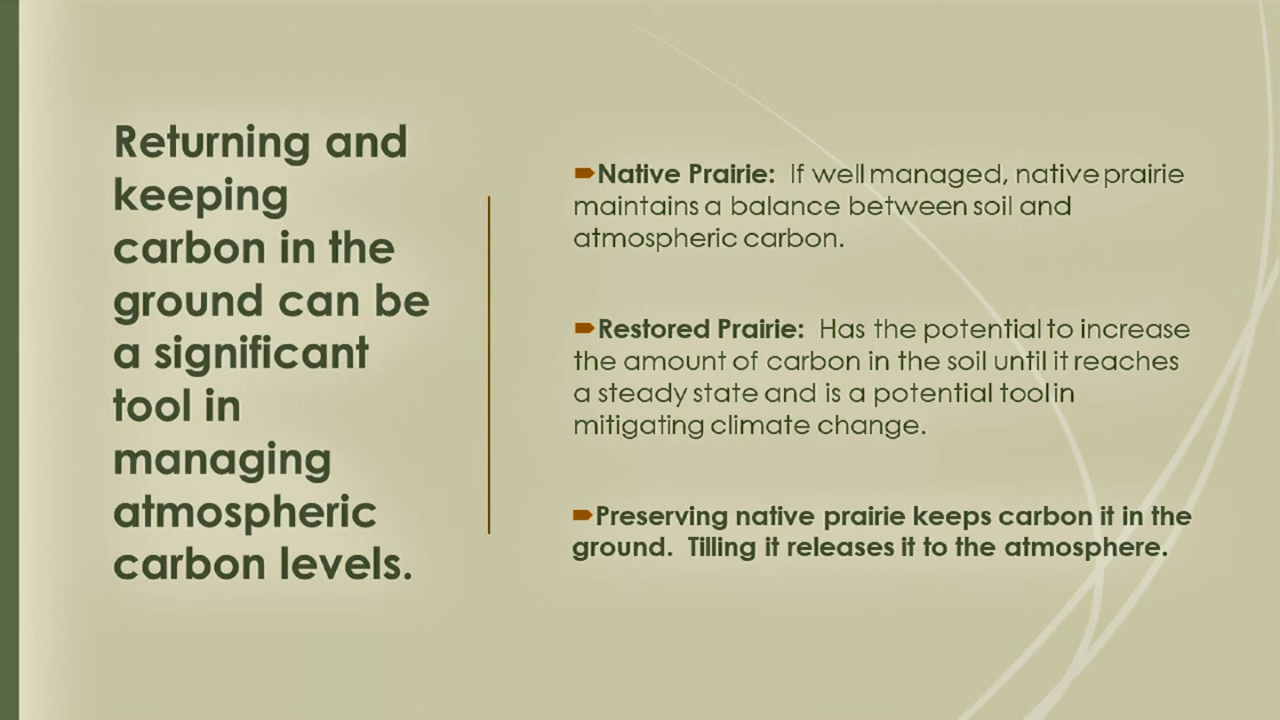 Returning and
keeping
carbon in the
ground can be
a significant
tool in
managing
atmospheric
carbon levels.
Native Prairie: If well managed, native prairie
maintains a balance between soil and
atmospheric carbon.
Restored Prairie: Has the potential to increase
the amount of carbon in the soil until it reaches
a steady state and is a potential tool in
mitigating climate change.
Preserving native prairie keeps carbon it in the
ground. Tilling it releases it to the atmosphere.